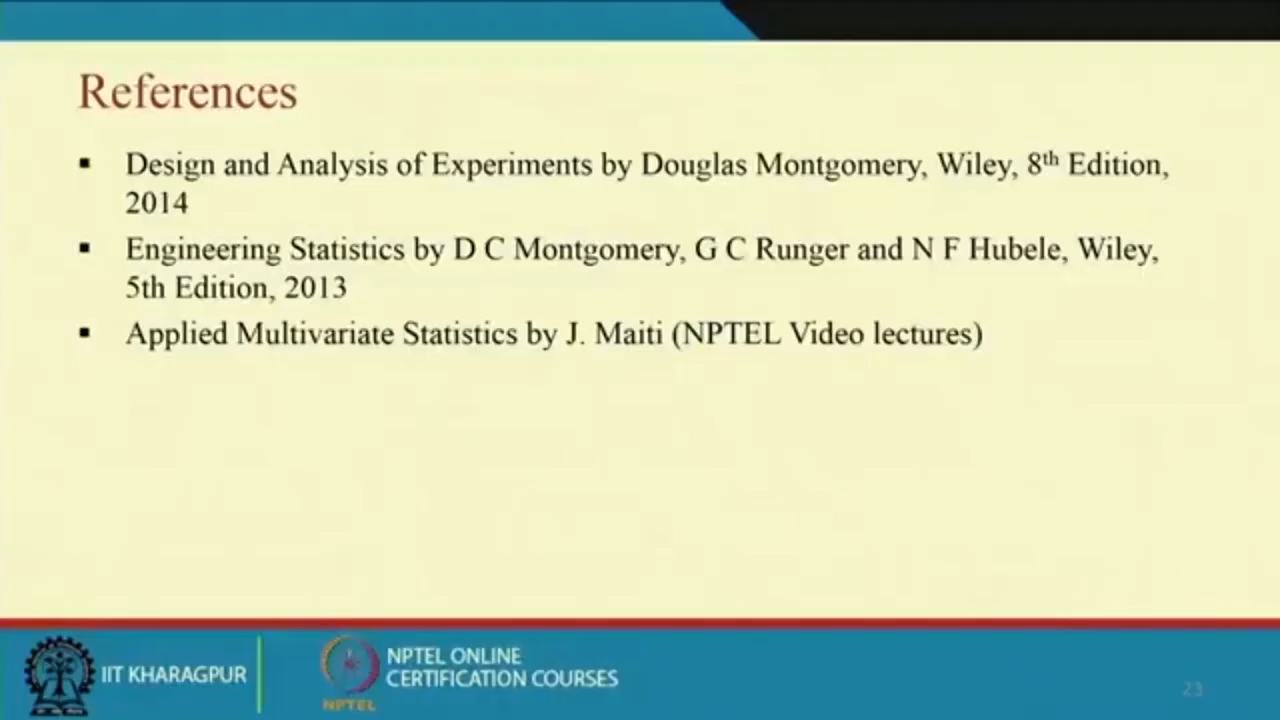 References
▪ Design and Analysis of Experiments by Douglas Montgomery, Wiley, 8th Edition,
2014
▪ Engineering Statistics by D C Montgomery, G C Runger and N F Hubele, Wiley,
5th Edition, 2013
▪ Applied Multivariate Statistics by J. Maiti (NPTEL Video lectures)
IIT KHARAGPUR
NPTEL
NPTEL ONLINE
CERTIFICATION COURSES
23